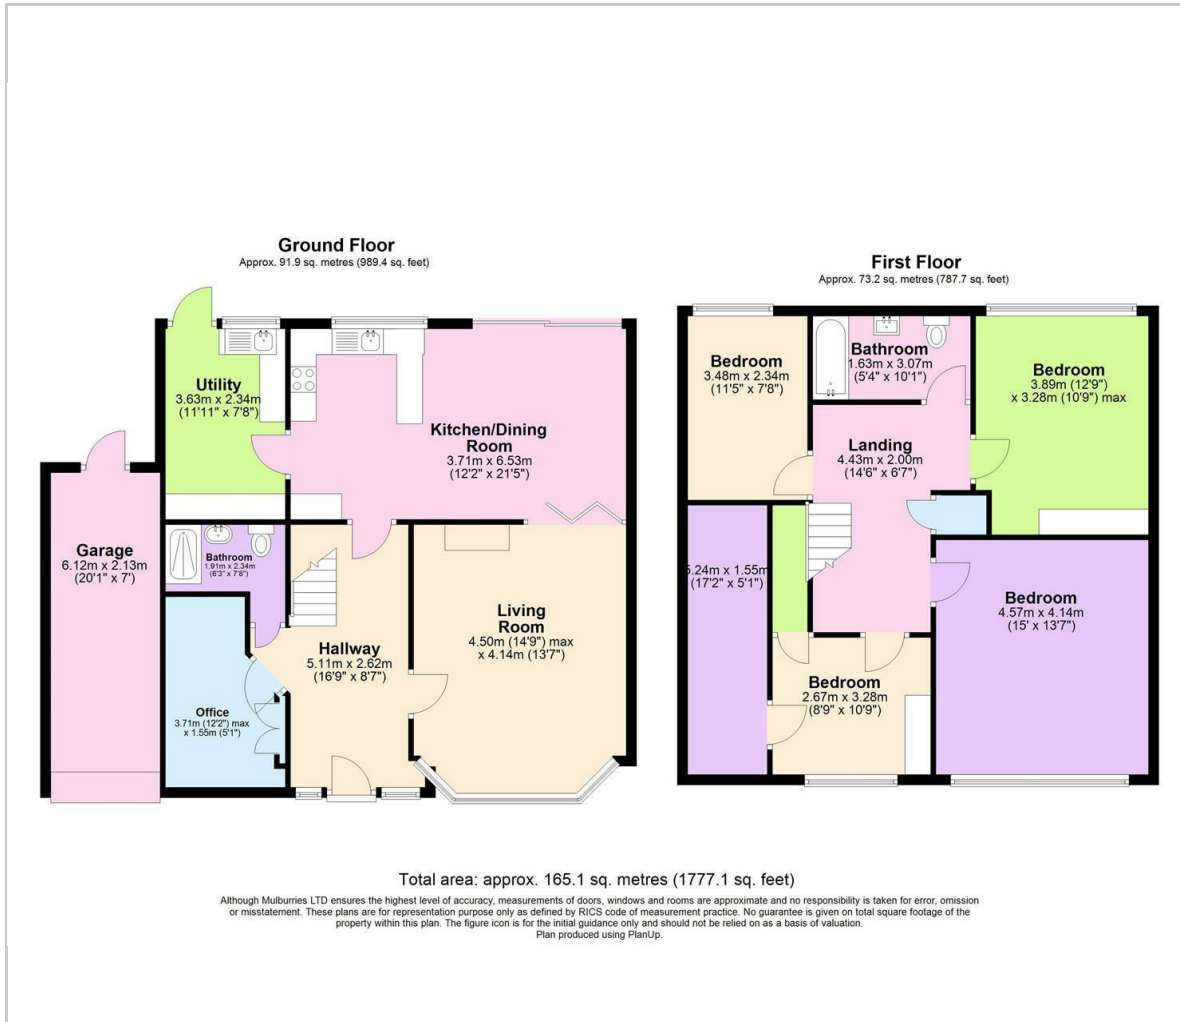 Ground Floor
Approx. 91.9 sq. metres (989.4 sq. feet)
Utility
3.63m x 2.34m
(11'11" x 7'8")
Kitchen/Dining
Room
3.71m x 6.53m
(12'2" x 21'5")
Garage
6.12m x 2.13m
(20'1" x 7')
Bathroom
1.91m x 2.34m
(6'3" x 7'8")
Hallway
5.11m x 2.62m
(16'9" x 8'7")
Living
Room
4.50m (14'9") max
x 4.14m (13'7")
Office
3.71m (12'2") max
x 1.55m (5'1")
First Floor
Approx. 73.2 sq. metres (787.7 sq. feet)
Bedroom
3.48m x 2.34m
(11'5" x 7'8")
Bathroom
1.63m x 3.07m
(5'4" x 10'1")
Bedroom
3.89m (12'9")
x 3.28m (10'9") max
Landing
4.43m x 2.00m
(14'6" x 6'7")
5.24m x 1.55m
(17'2" x 5'1")
Bedroom
4.57m x 4.14m
(15' x 13'7")
Bedroom
2.67m x 3.28m
(8'9" x 10'9")
Total area: approx. 165.1 sq. metres (1777.1 sq. feet)
Although Mulburries LTD ensures the highest level of accuracy, measurements of doors, windows and rooms are approximate and no responsibility is taken for error, omission
or misstatement. These plans are for representation purpose only as defined by RICS code of measurement practice. No guarantee is given on total square footage of the
property within this plan. The figure icon is for the initial guidance only and should not be relied on as a basis of valuation.
Plan produced using PlanUp.